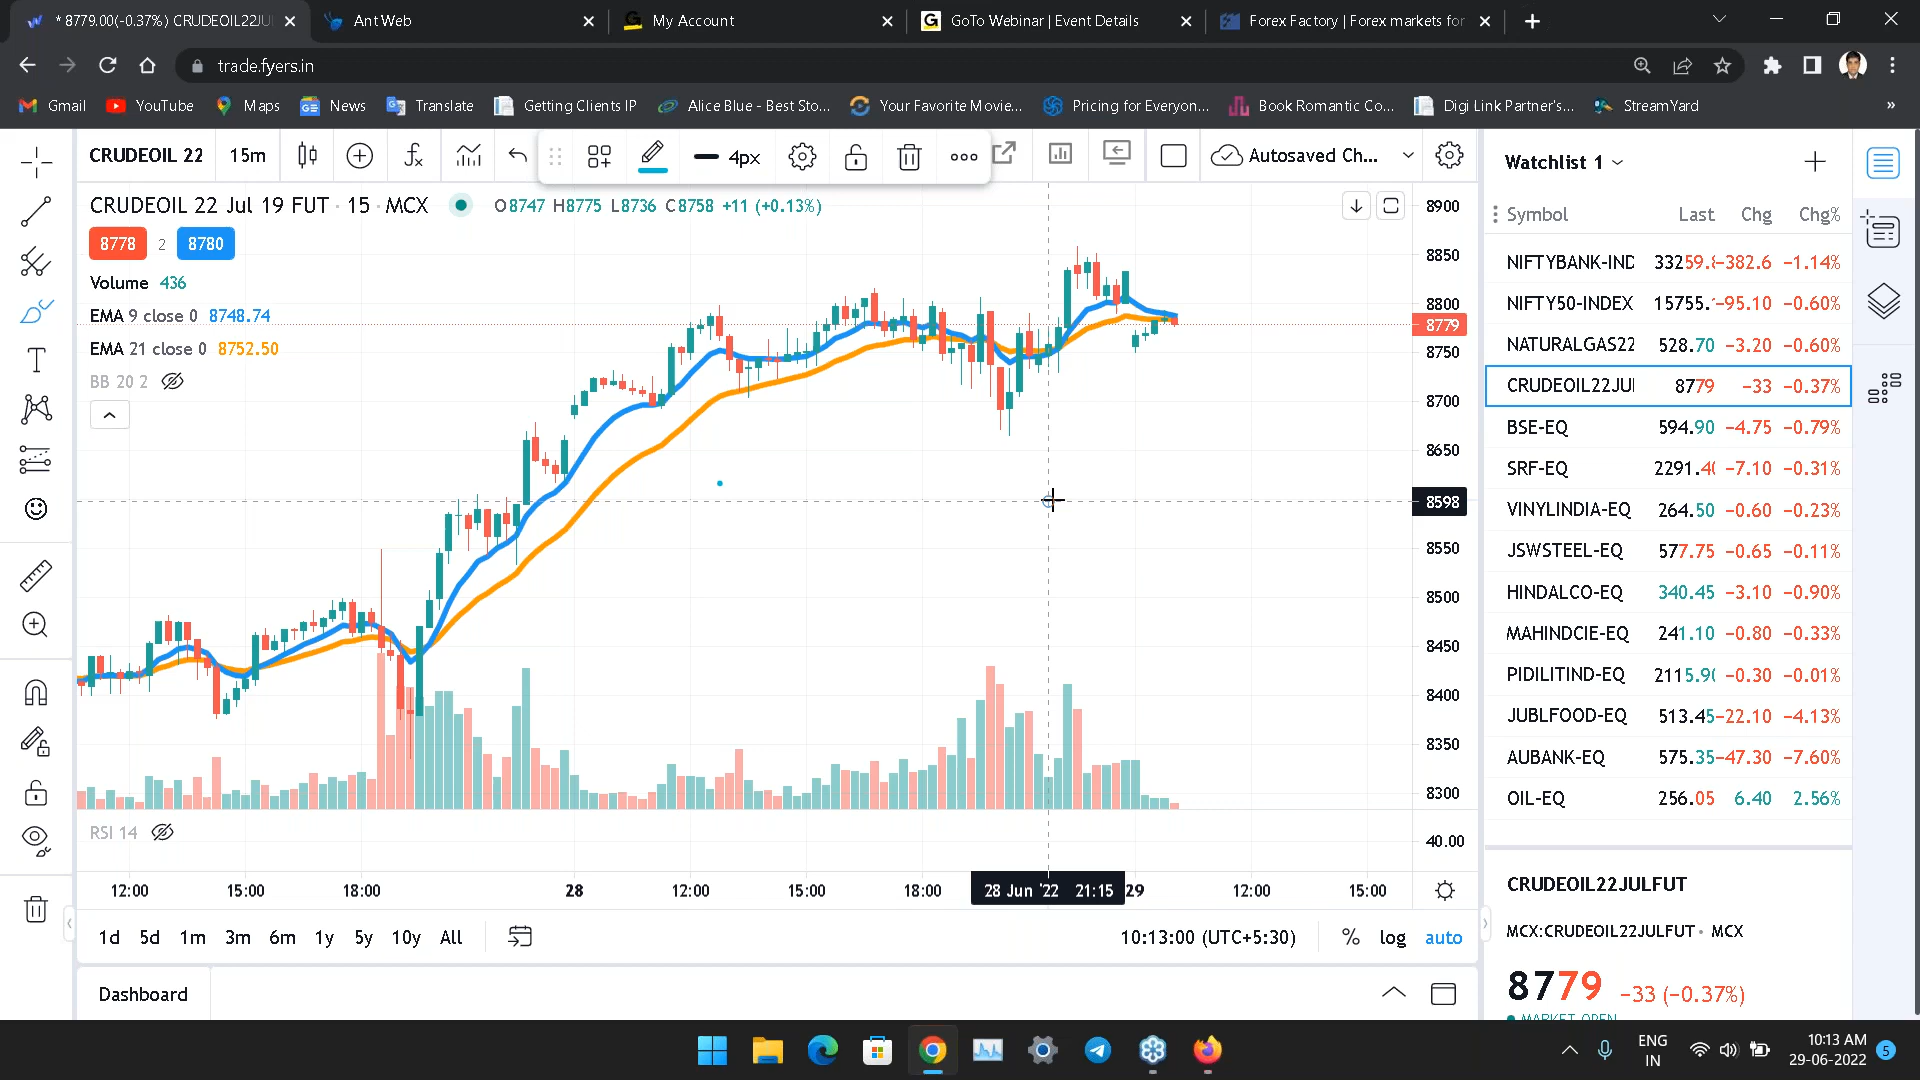 * 8779.00(-0.37%) CRUDEOIL22JUL
Ant Web
My Account
GoTo Webinar | Event Details
Forex Factory | Forex markets for
trade.fyers.in
Gmail
YouTube
Maps
News
Translate
Getting Clients IP
Alice Blue - Best Sto...
Your Favorite Movie...
Pricing for Everyon...
Book Romantic Co...
Digi Link Partner's...
StreamYard
CRUDEOIL 22
15m
4px
Autosaved Ch...
CRUDEOIL 22 Jul 19 FUT · 15 · MCX
O8747 H8775 L8736 C8758 +11 (+0.13%)
8778 2 8780
Volume 436
EMA 9 close 0 8748.74
EMA 21 close 0 8752.50
BB 20 2
RSI 14
8900
8850
8800
8779
8750
8700
8650
8598
8550
8500
8450
8400
8350
8300
40.00
12:00 15:00 18:00 28 12:00 15:00 18:00 28 Jun '22 21:15 29 12:00 15:00
1d 5d 1m 3m 6m 1y 5y 10y All
10:13:00 (UTC+5:30) % log auto
Dashboard
Watchlist 1
Symbol Last Chg Chg%
NIFTYBANK-IND 33259. -382.6 -1.14%
NIFTY50-INDEX 15755. -95.10 -0.60%
NATURALGAS22 528.70 -3.20 -0.60%
CRUDEOIL22JUI 8779 -33 -0.37%
BSE-EQ 594.90 -4.75 -0.79%
SRF-EQ 2291.4 -7.10 -0.31%
VINYLINDIA-EQ 264.50 -0.60 -0.23%
JSWSTEEL-EQ 577.75 -0.65 -0.11%
HINDALCO-EQ 340.45 -3.10 -0.90%
MAHINDCIE-EQ 241.10 -0.80 -0.33%
PIDILITIND-EQ 2115.9 -0.30 -0.01%
JUBLFOOD-EQ 513.45 -22.10 -4.13%
AUBANK-EQ 575.35 -47.30 -7.60%
OIL-EQ 256.05 6.40 2.56%
CRUDEOIL22JULFUT
MCX:CRUDEOIL22JULFUT · MCX
8779 -33 (-0.37%)
MARKET OPEN
ENG
IN
10:13 AM
29-06-2022
5